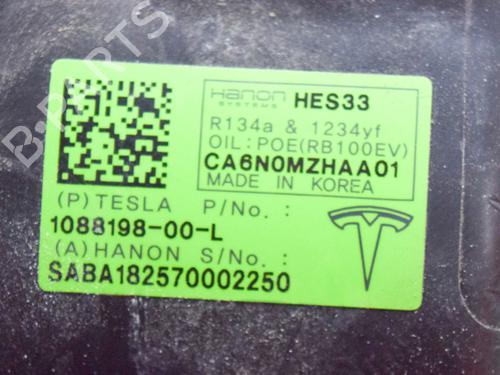 B-PARTS
Hanon
SYSTEMS
HES33
R134a & 1234yf
OIL:POE(RB100EV)
CA6N0MZHAA01
MADE IN KOREA
(P) TESLA P/No. :
1088198-00-L
(A) HANON S/No. :
SABA182570002250